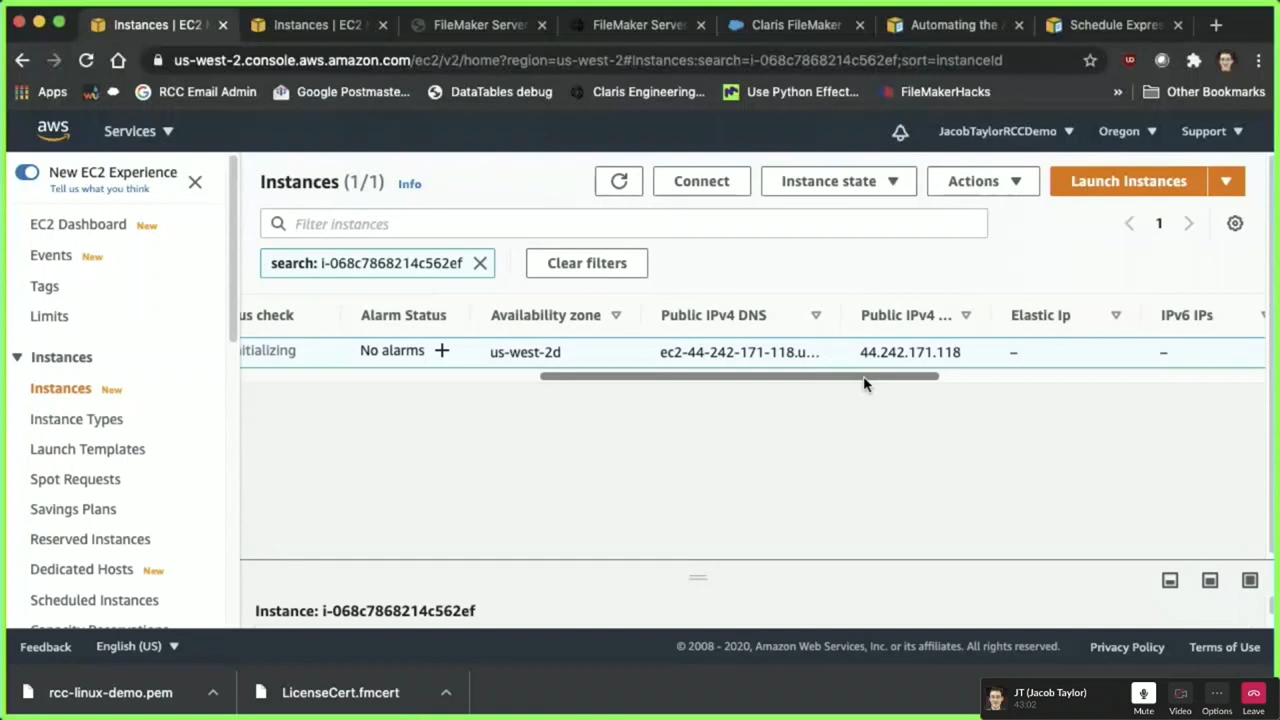 Instances | EC2
Instances | EC2
FileMaker Server
FileMaker Server
Claris FileMaker
Automating the
Schedule Expres
us-west-2.console.aws.amazon.com/ec2/v2/home?region=us-west-2#Instances:search=i-068c7868214c562ef;sort=instanceId
Apps
RCC Email Admin
Google Postmaste...
DataTables debug
Claris Engineering...
Use Python Effect...
FileMakerHacks
»
Other Bookmarks
aws
Services
JacobTaylorRCCDemo
Oregon
Support
New EC2 Experience
Tell us what you think
EC2 Dashboard New
Events New
Tags
Limits
Instances
Instances New
Instance Types
Launch Templates
Spot Requests
Savings Plans
Reserved Instances
Dedicated Hosts New
Scheduled Instances
Capacity Reservations
Instances (1/1) Info
Connect
Instance state
Actions
Launch Instances
Filter instances
1
search: i-068c7868214c562ef
Clear filters
us check
Alarm Status
Availability zone
Public IPv4 DNS
Public IPv4 ...
Elastic Ip
IPv6 IPs
nitializing
No alarms +
us-west-2d
ec2-44-242-171-118.u...
44.242.171.118
–
–
Instance: i-068c7868214c562ef
Feedback
English (US)
© 2008 - 2020, Amazon Web Services, Inc. or its affiliates. All rights reserved.
Privacy Policy
Terms of Use
rcc-linux-demo.pem
LicenseCert.fmcert
JT (Jacob Taylor)
43:02
Mute
Video
Options
Leave